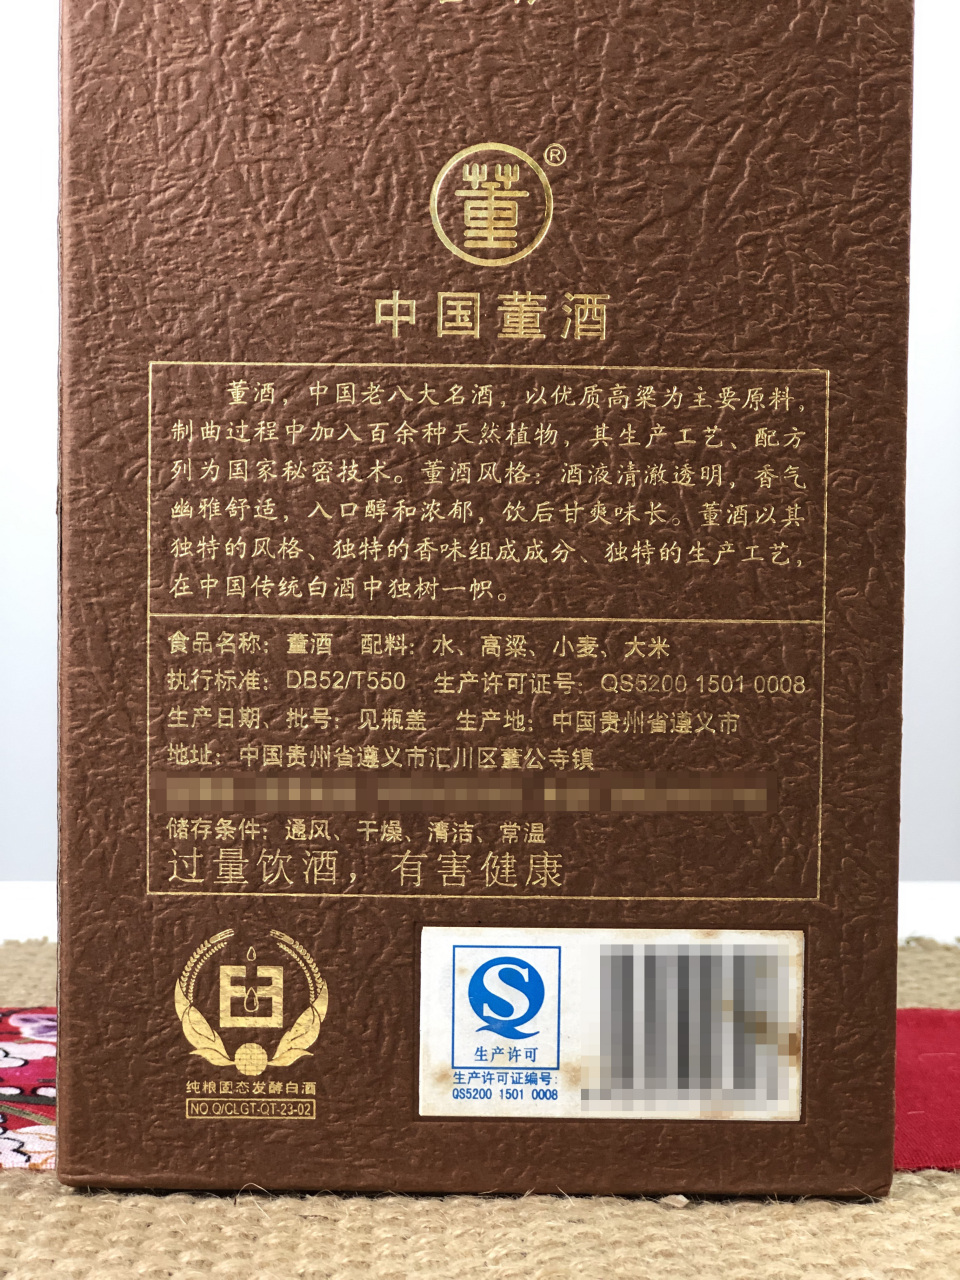 董®
中国董酒
董酒，中国老八大名酒，以优质高粱为主要原料，
制曲过程中加入百余种天然植物，其生产工艺、配方
列为国家秘密技术。董酒风格：酒液清澈透明，香气
幽雅舒适，入口醇和浓郁，饮后甘爽味长。董酒以其
独特的风格、独特的香味组成成分、独特的生产工艺，
在中国传统白酒中独树一帜。
食品名称：董酒 配料：水、高粱、小麦、大米
执行标准：DB52/T550 生产许可证号：QS5200 1501 0008
生产日期、批号：见瓶盖 生产地：中国贵州省遵义市
地址：中国贵州省遵义市汇川区董公寺镇
储存条件：通风、干燥、清洁、常温
过量饮酒，有害健康
纯粮固态发酵白酒
NO.Q/CLGT-QT-23-02
生产许可
生产许可证编号：
QS5200 1501 0008